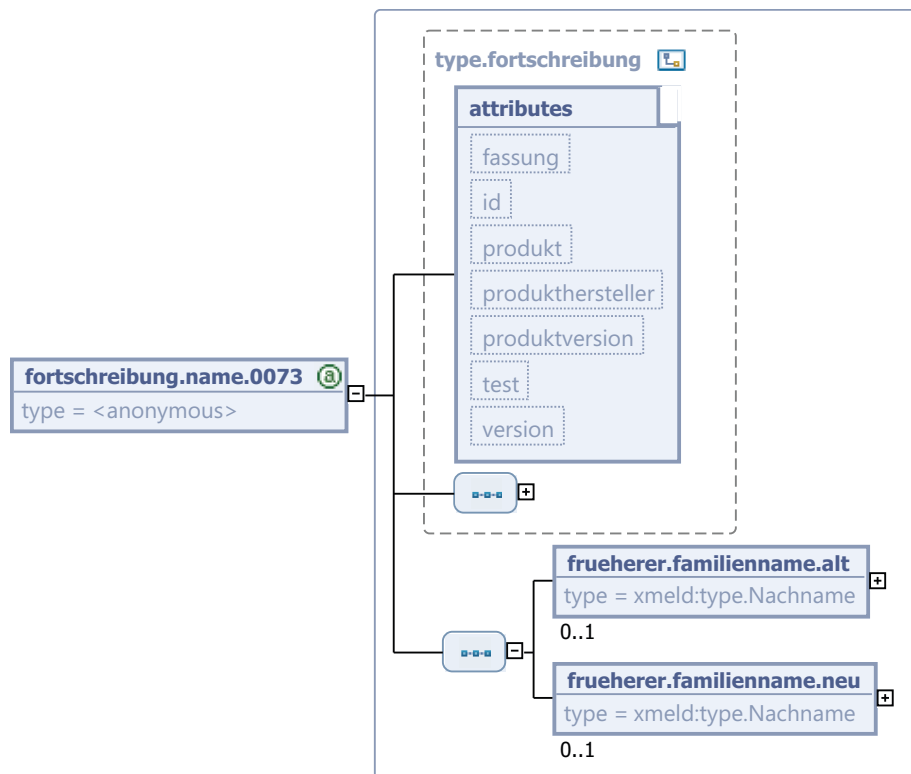 type.fortschreibung
attributes
fassung
id
produkt
produkthersteller
produktversion
test
version
fortschreibung.name.0073 @
type = <anonymous>
frueherer.familienname.alt
type = xmeld:type.Nachname
0..1
frueherer.familienname.neu
type = xmeld:type.Nachname
0..1